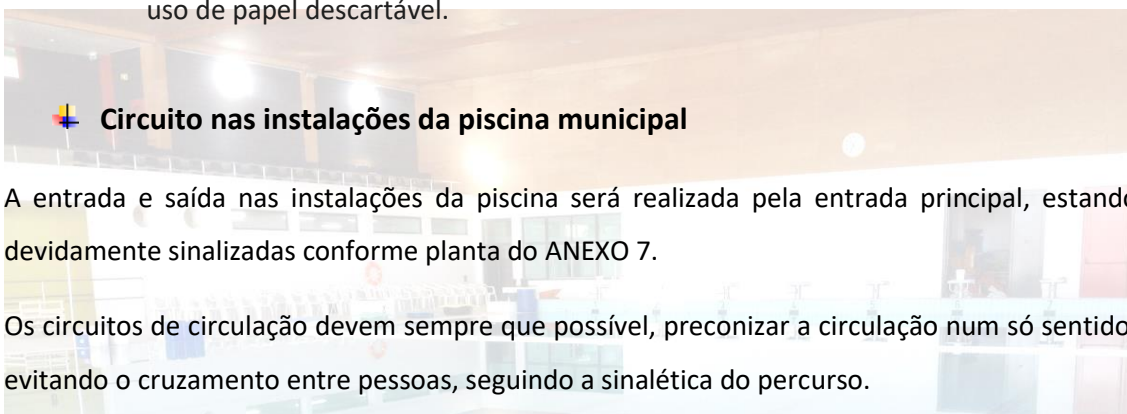 uso de papel descartável.
Circuito nas instalações da piscina municipal
A entrada e saída nas instalações da piscina será realizada pela entrada principal, estando
devidamente sinalizadas conforme planta do ANEXO 7.
Os circuitos de circulação devem sempre que possível, preconizar a circulação num só sentido
evitando o cruzamento entre pessoas, seguindo a sinalética do percurso.